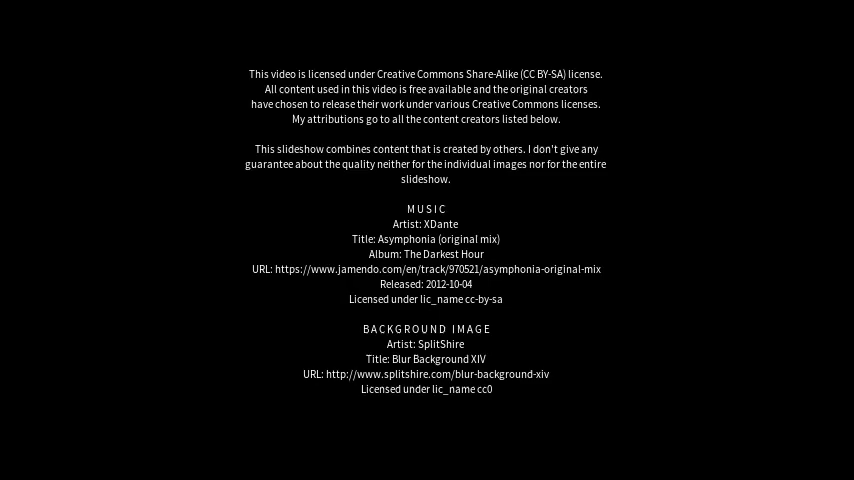 This video is licensed under Creative Commons Share-Alike (CC BY-SA) license.
All content used in this video is free available and the original creators
have chosen to release their work under various Creative Commons licenses.
My attributions go to all the content creators listed below.
This slideshow combines content that is created by others. I don't give any
guarantee about the quality neither for the individual images nor for the entire
slideshow.
MUSIC
Artist: XDante
Title: Asymphonia (original mix)
Album: The Darkest Hour
URL: https://www.jamendo.com/en/track/970521/asymphonia-original-mix
Released: 2012-10-04
Licensed under lic_name cc-by-sa
BACKGROUND IMAGE
Artist: SplitShire
Title: Blur Background XIV
URL: http://www.splitshire.com/blur-background-xiv
Licensed under lic_name cc0